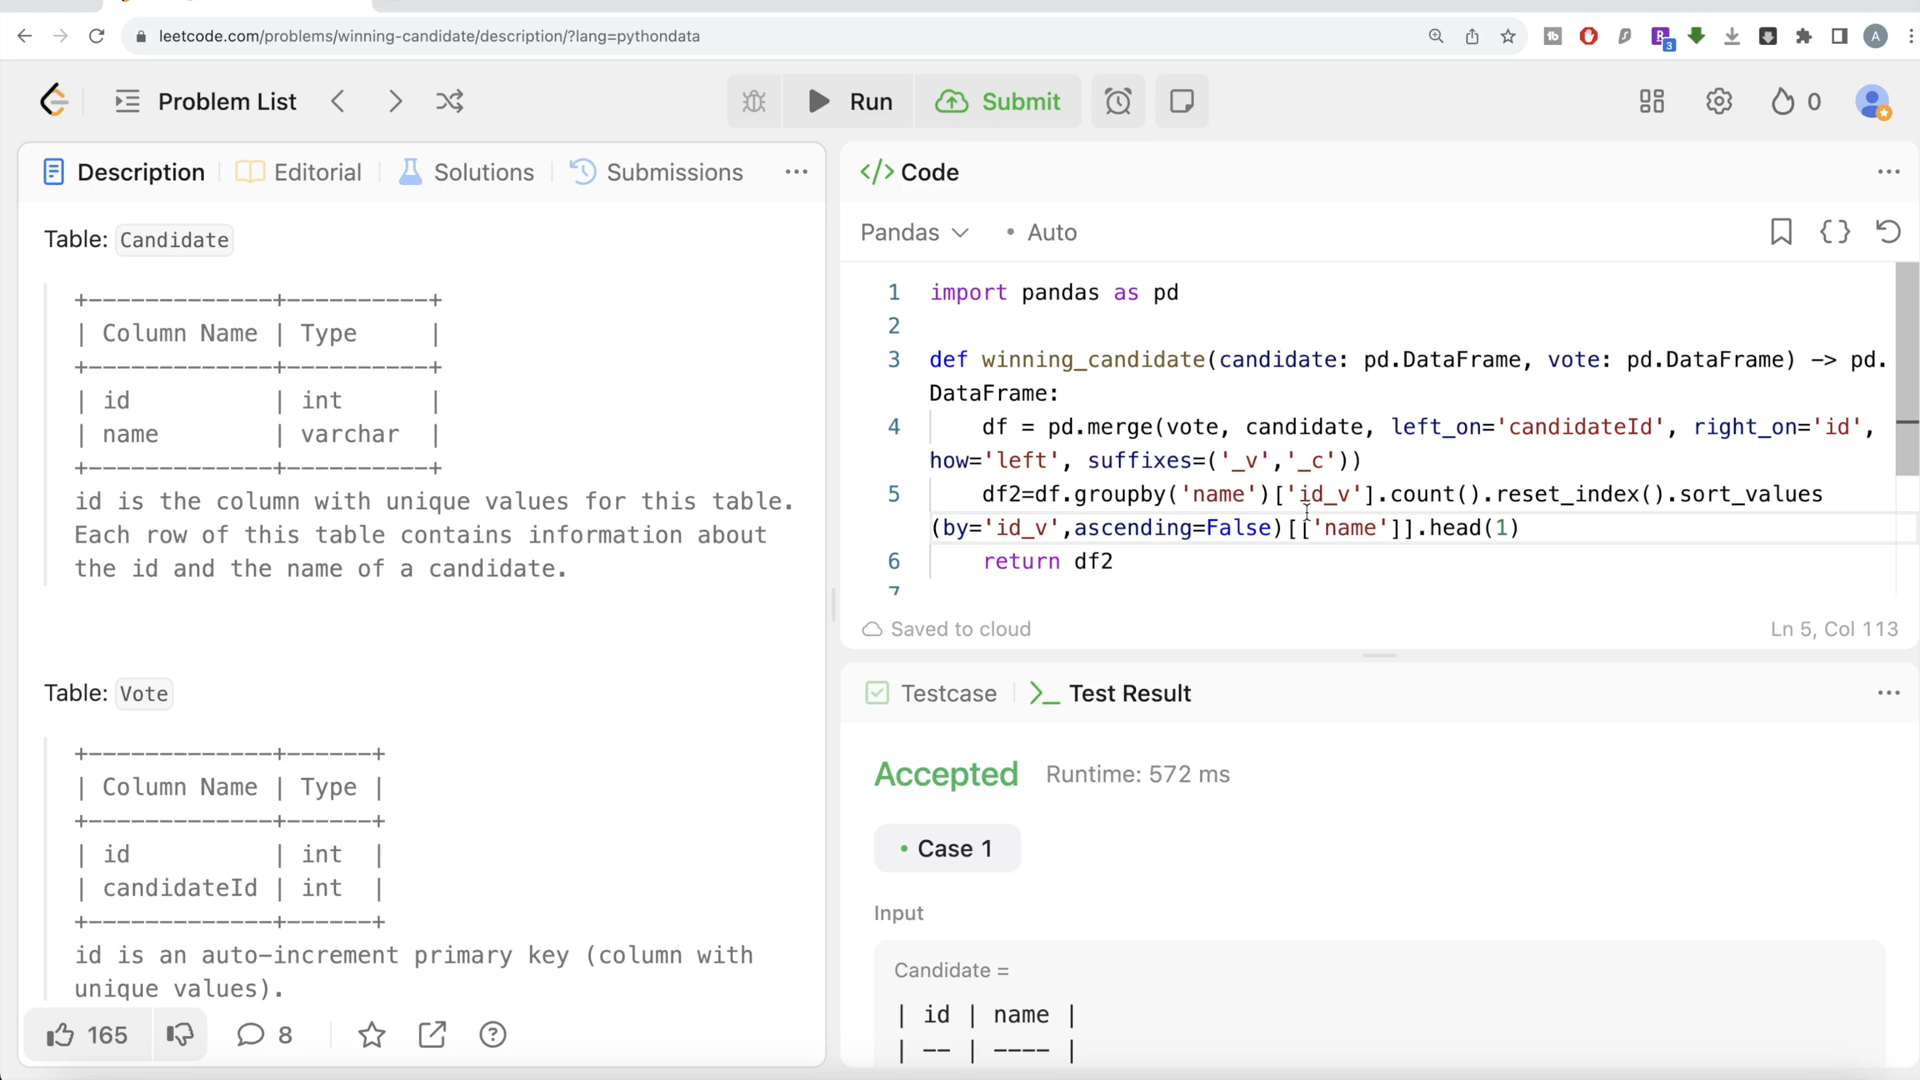 leetcode.com/problems/winning-candidate/description/?lang=pythondata
3
A
Problem List
Run
Submit
0
Description
Editorial
Solutions
Submissions
Table: Candidate
+-------------+----------+
| Column Name | Type     |
+-------------+----------+
| id          | int      |
| name        | varchar  |
+-------------+----------+
id is the column with unique values for this table.
Each row of this table contains information about
the id and the name of a candidate.
Table: Vote
+-------------+------+
| Column Name | Type |
+-------------+------+
| id          | int  |
| candidateId | int  |
+-------------+------+
id is an auto-increment primary key (column with
unique values).
165
8
</> Code
Pandas
• Auto
1 import pandas as pd
2
3 def winning_candidate(candidate: pd.DataFrame, vote: pd.DataFrame) -> pd.
DataFrame:
4     df = pd.merge(vote, candidate, left_on='candidateId', right_on='id',
how='left', suffixes=('_v','_c'))
5     df2=df.groupby('name')['id_v'].count().reset_index().sort_values
(by='id_v',ascending=False)[['name']].head(1)
6     return df2
7
Saved to cloud
Ln 5, Col 113
Testcase
>_ Test Result
Accepted
Runtime: 572 ms
• Case 1
Input
Candidate =
| id | name |
| -- | ---- |